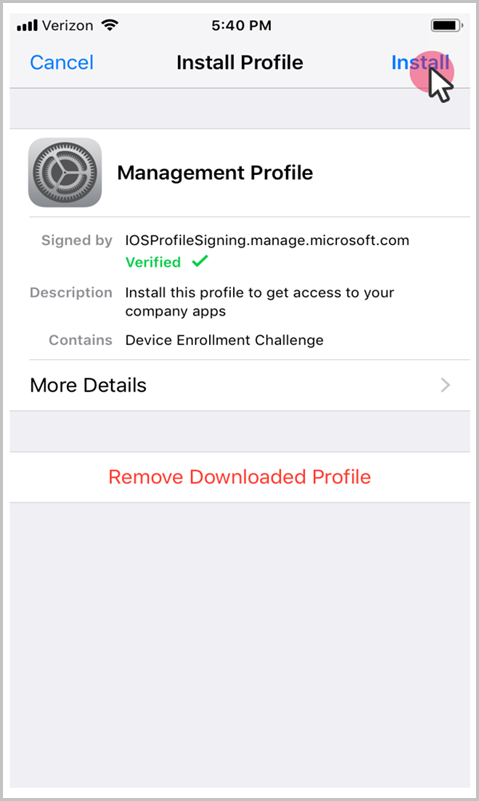 Verizon 5:40 PM
Cancel Install Profile Install
Management Profile
Signed by IOSProfileSigning.manage.microsoft.com
Verified ✓
Description Install this profile to get access to your
company apps
Contains Device Enrollment Challenge
More Details
Remove Downloaded Profile